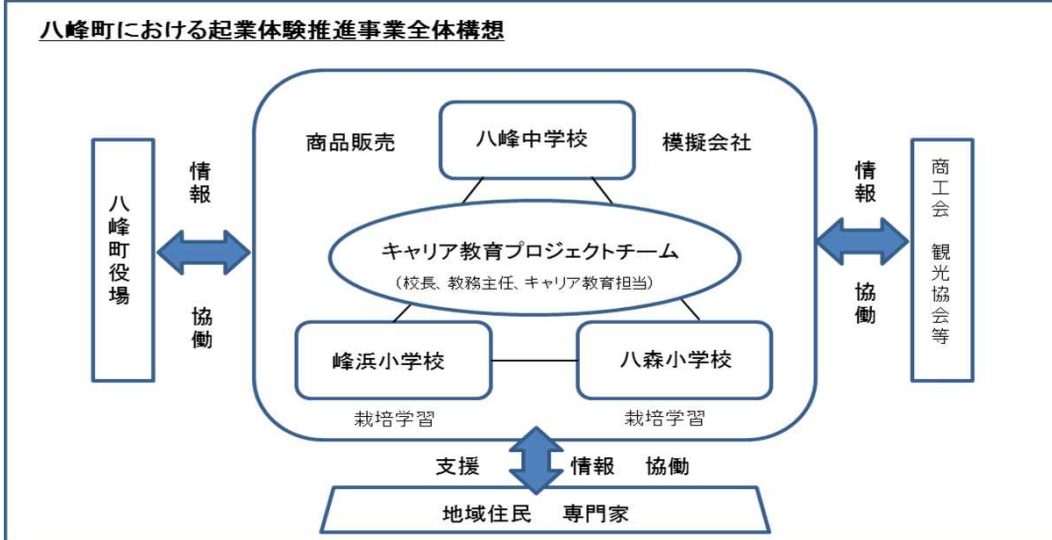 八峰町における起業体験推進事業全体構想
商品販売
八峰中学校
模擬会社
八峰町役場
情報
協働
キャリア教育プロジェクトチーム
(校長、教務主任、キャリア教育担当)
情報
協働
商工会 観光協会等
峰浜小学校
八森小学校
栽培学習
栽培学習
支援 情報 協働
地域住民 専門家